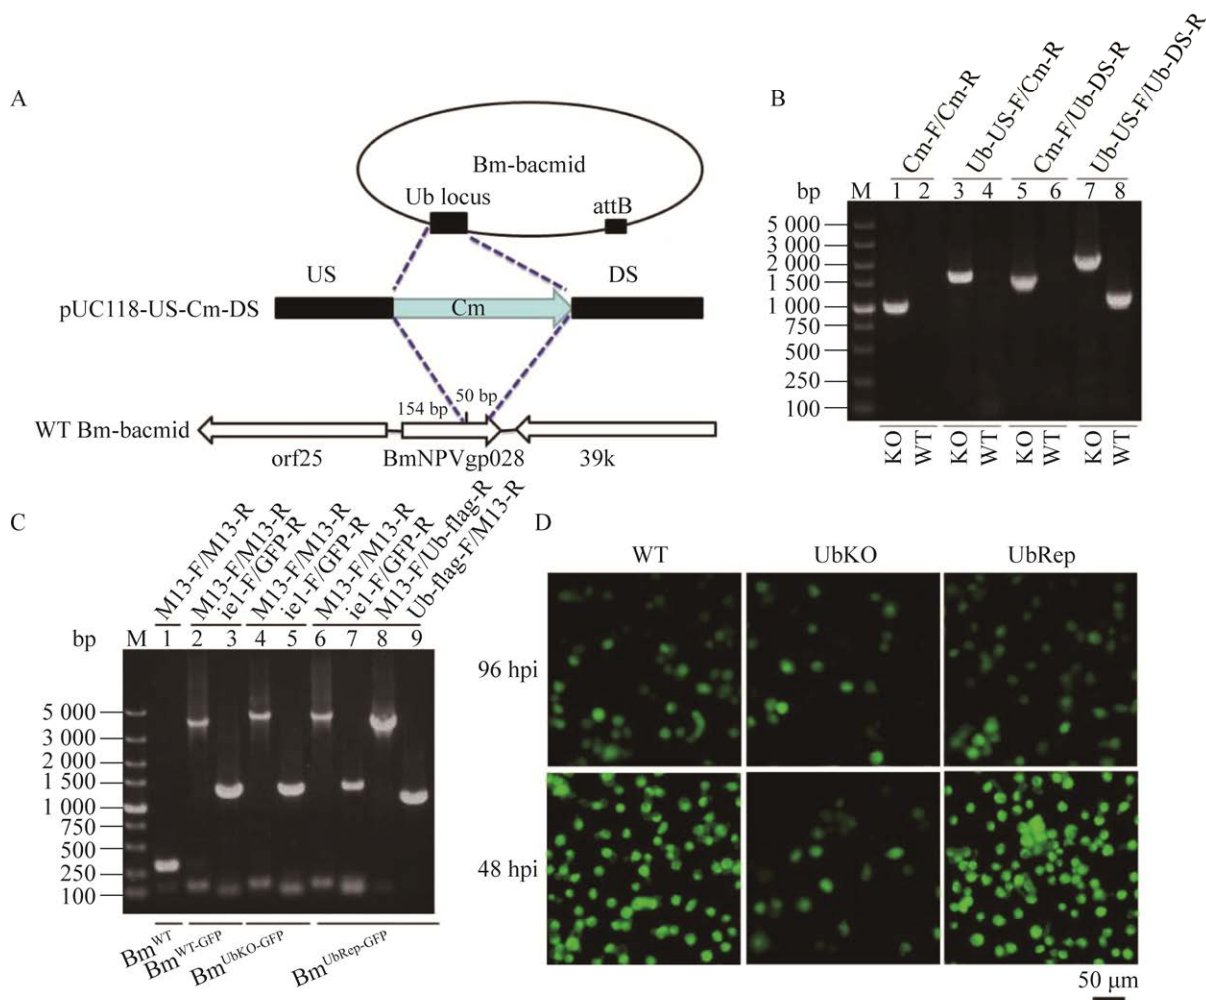 A
Bm-bacmid
Ub locus
attB
US
DS
pUC118-US-Cm-DS
Cm
154 bp
50 bp
WT Bm-bacmid
orf25
BmNPVgp028
39k
B
Cm-F/Cm-R
Ub-US-F/Cm-R
Cm-F/Ub-DS-R
Ub-US-F/Ub-DS-R
bp M 1 2 3 4 5 6 7 8
5 000
3 000
2 000
1 500
1 000
750
500
250
100
KO WT KO WT KO WT KO WT
C
M13-F/M13-R
M13-F/M13-R
ie1-F/GFP-R
M13-F/M13-R
ie1-F/GFP-R
M13-F/M13-R
ie1-F/GFP-R
M13-F/Ub-flag-R
Ub-flag-F/M13-R
bp M 1 2 3 4 5 6 7 8 9
5 000
3 000
2 000
1 500
1 000
750
500
250
100
Bm^WT
Bm^WT-GFP
Bm^UbKO-GFP
Bm^UbRep-GFP
D
WT UbKO UbRep
96 hpi
48 hpi
50 μm